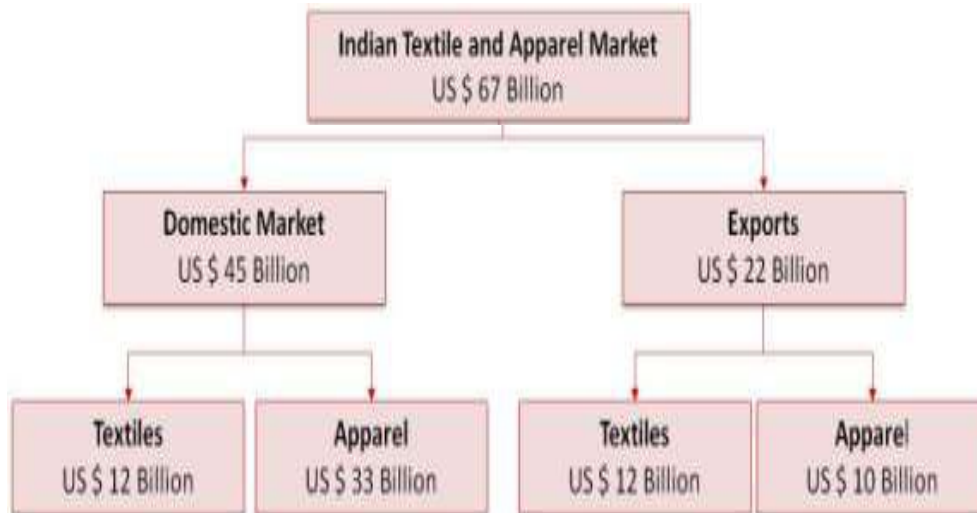 Indian Textile and Apparel Market
US $ 67 Billion
Domestic Market
US $ 45 Billion
Exports
US $ 22 Billion
Textiles
US $ 12 Billion
Apparel
US $ 33 Billion
Textiles
US $ 12 Billion
Apparel
US $ 10 Billion